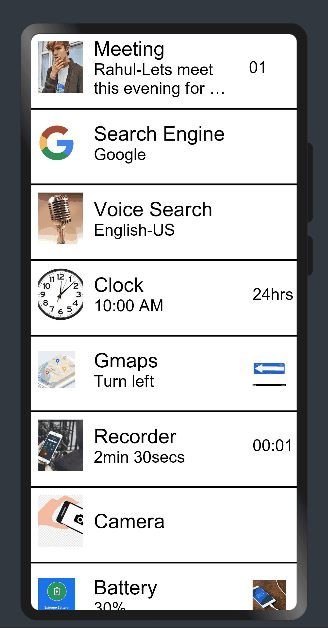 Meeting
Rahul-Lets meet 01
this evening for ...
Search Engine
Google
Voice Search
English-US
Clock
10:00 AM 24hrs
Gmaps
Turn left
Recorder
2min 30secs 00:01
Camera
Battery
30%